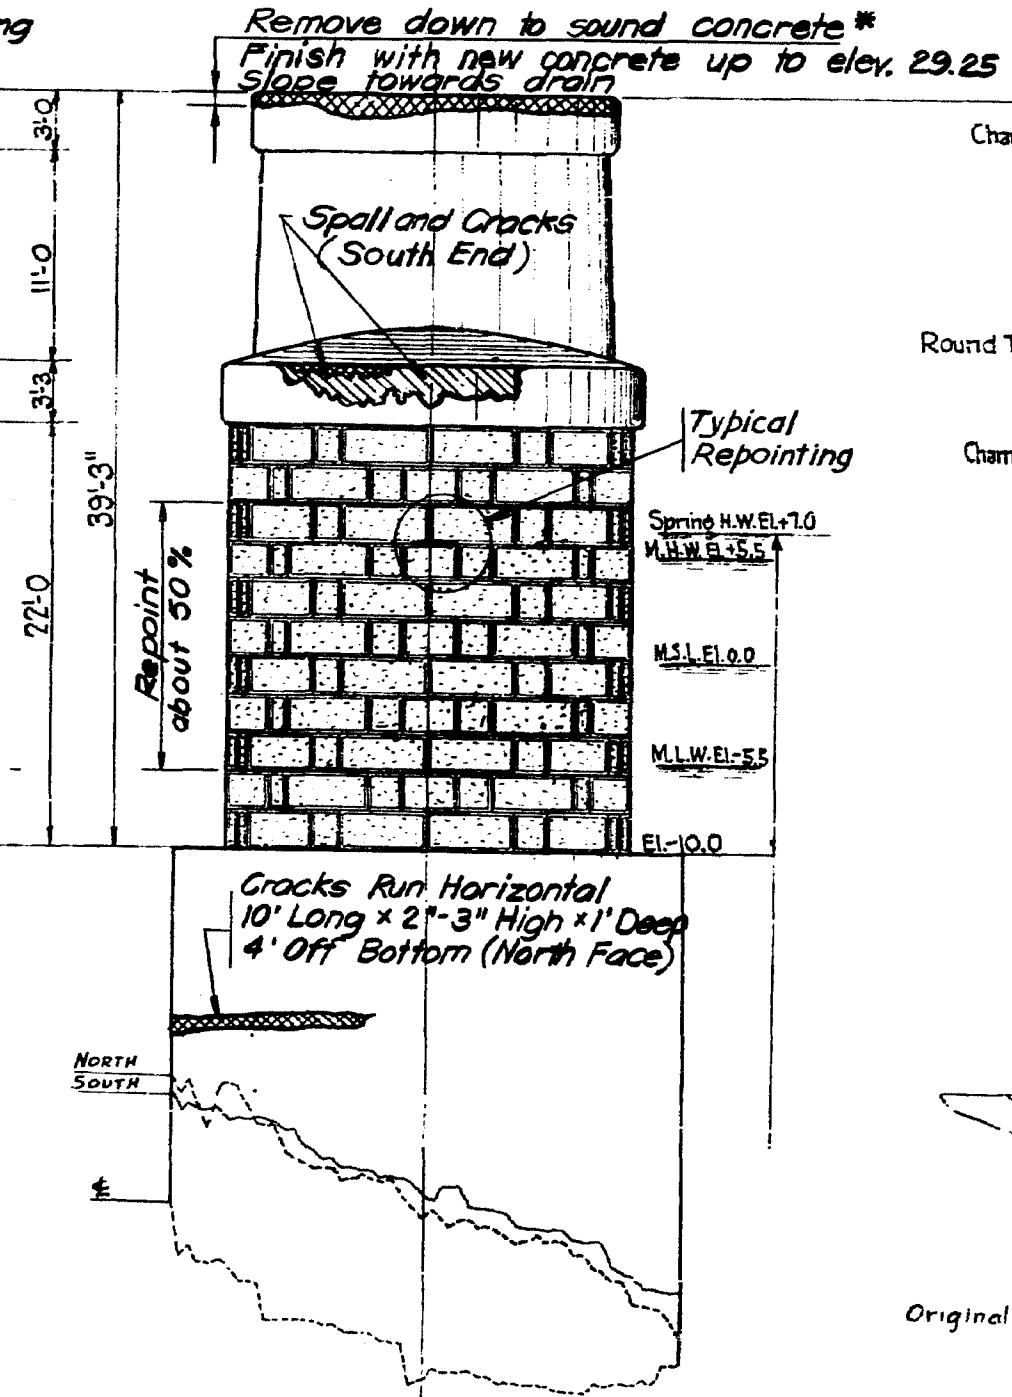 Remove down to sound concrete *
Finish with new concrete up to elev. 29.25
Slope towards drain
3'-0
11'-0
3'-3
22'-0
39'-3"
Spall and Cracks
(South End)
Round
Typical
Repointing
Spring H.W.El.+7.0
M.H.W. El.+5.5
M.S.L. El. 0.0
M.L.W. El.-5.5
El.-10.0
Repoint
about 50%
Cracks Run Horizontal
10' Long x 2"-3" High x 1' Deep
4' Off Bottom (North Face)
NORTH
SOUTH
℄
Original